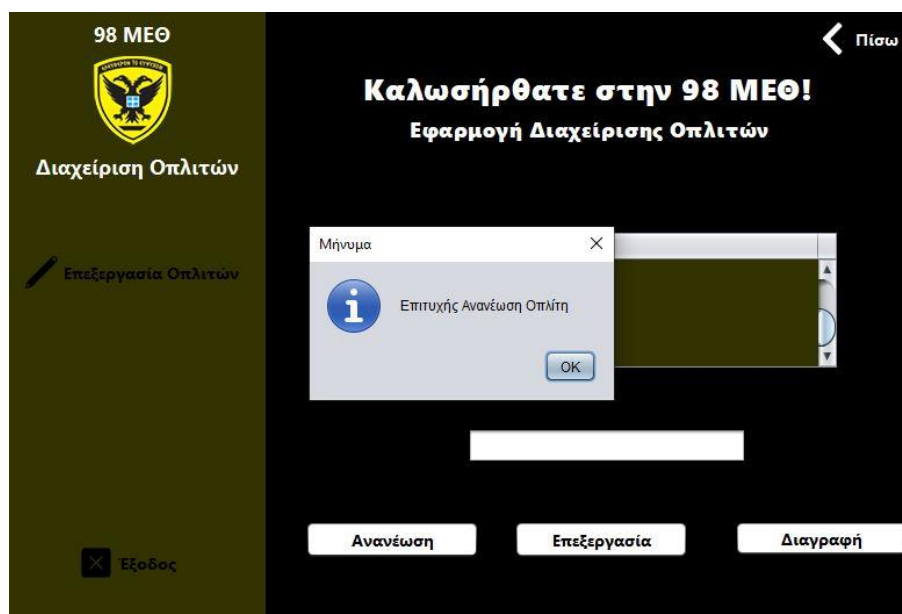 98 ΜΕΘ
Διαχείριση Οπλιτών
Επεξεργασία Οπλιτών
Έξοδος
Πίσω
Καλωσήρθατε στην 98 ΜΕΘ!
Εφαρμογή Διαχείρισης Οπλιτών
Μήνυμα
Επιτυχής Ανανέωση Οπλίτη
OK
Ανανέωση
Επεξεργασία
Διαγραφή